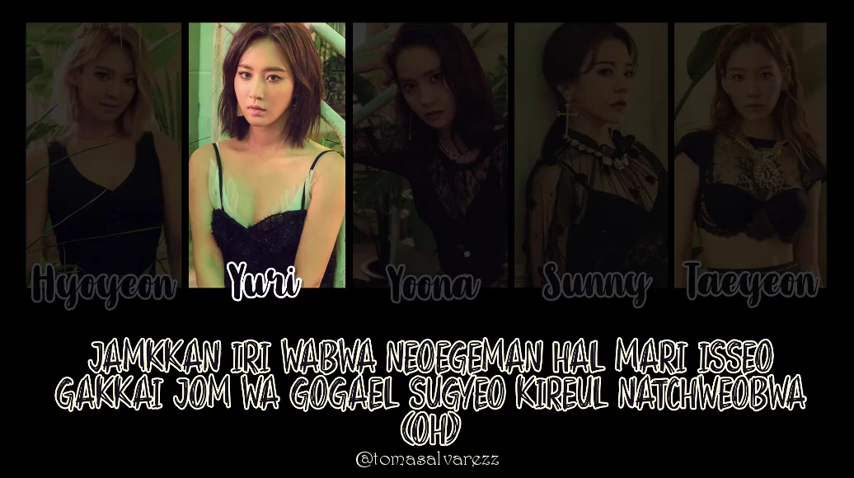 Hyoyeon Yuri Yoona Sunny Taeyeon
JAMKKAN IRI WABWA NEOEGEMAN HAL MARI ISSEO
GAKKAI JOM WA GOGAEL SUGYEO KIREUL NATCHWEOBWA
(OH)
@tomasalvarezz